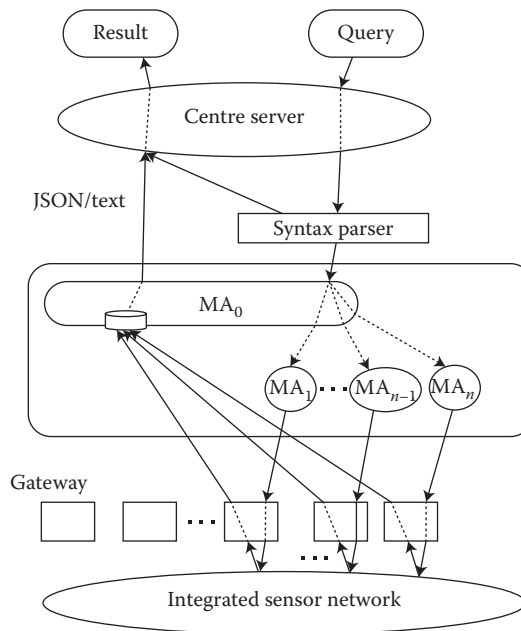 Result
Query
Centre server
JSON/text
Syntax parser
MA0
MA1
MAn–1
MAn
Gateway
Integrated sensor network